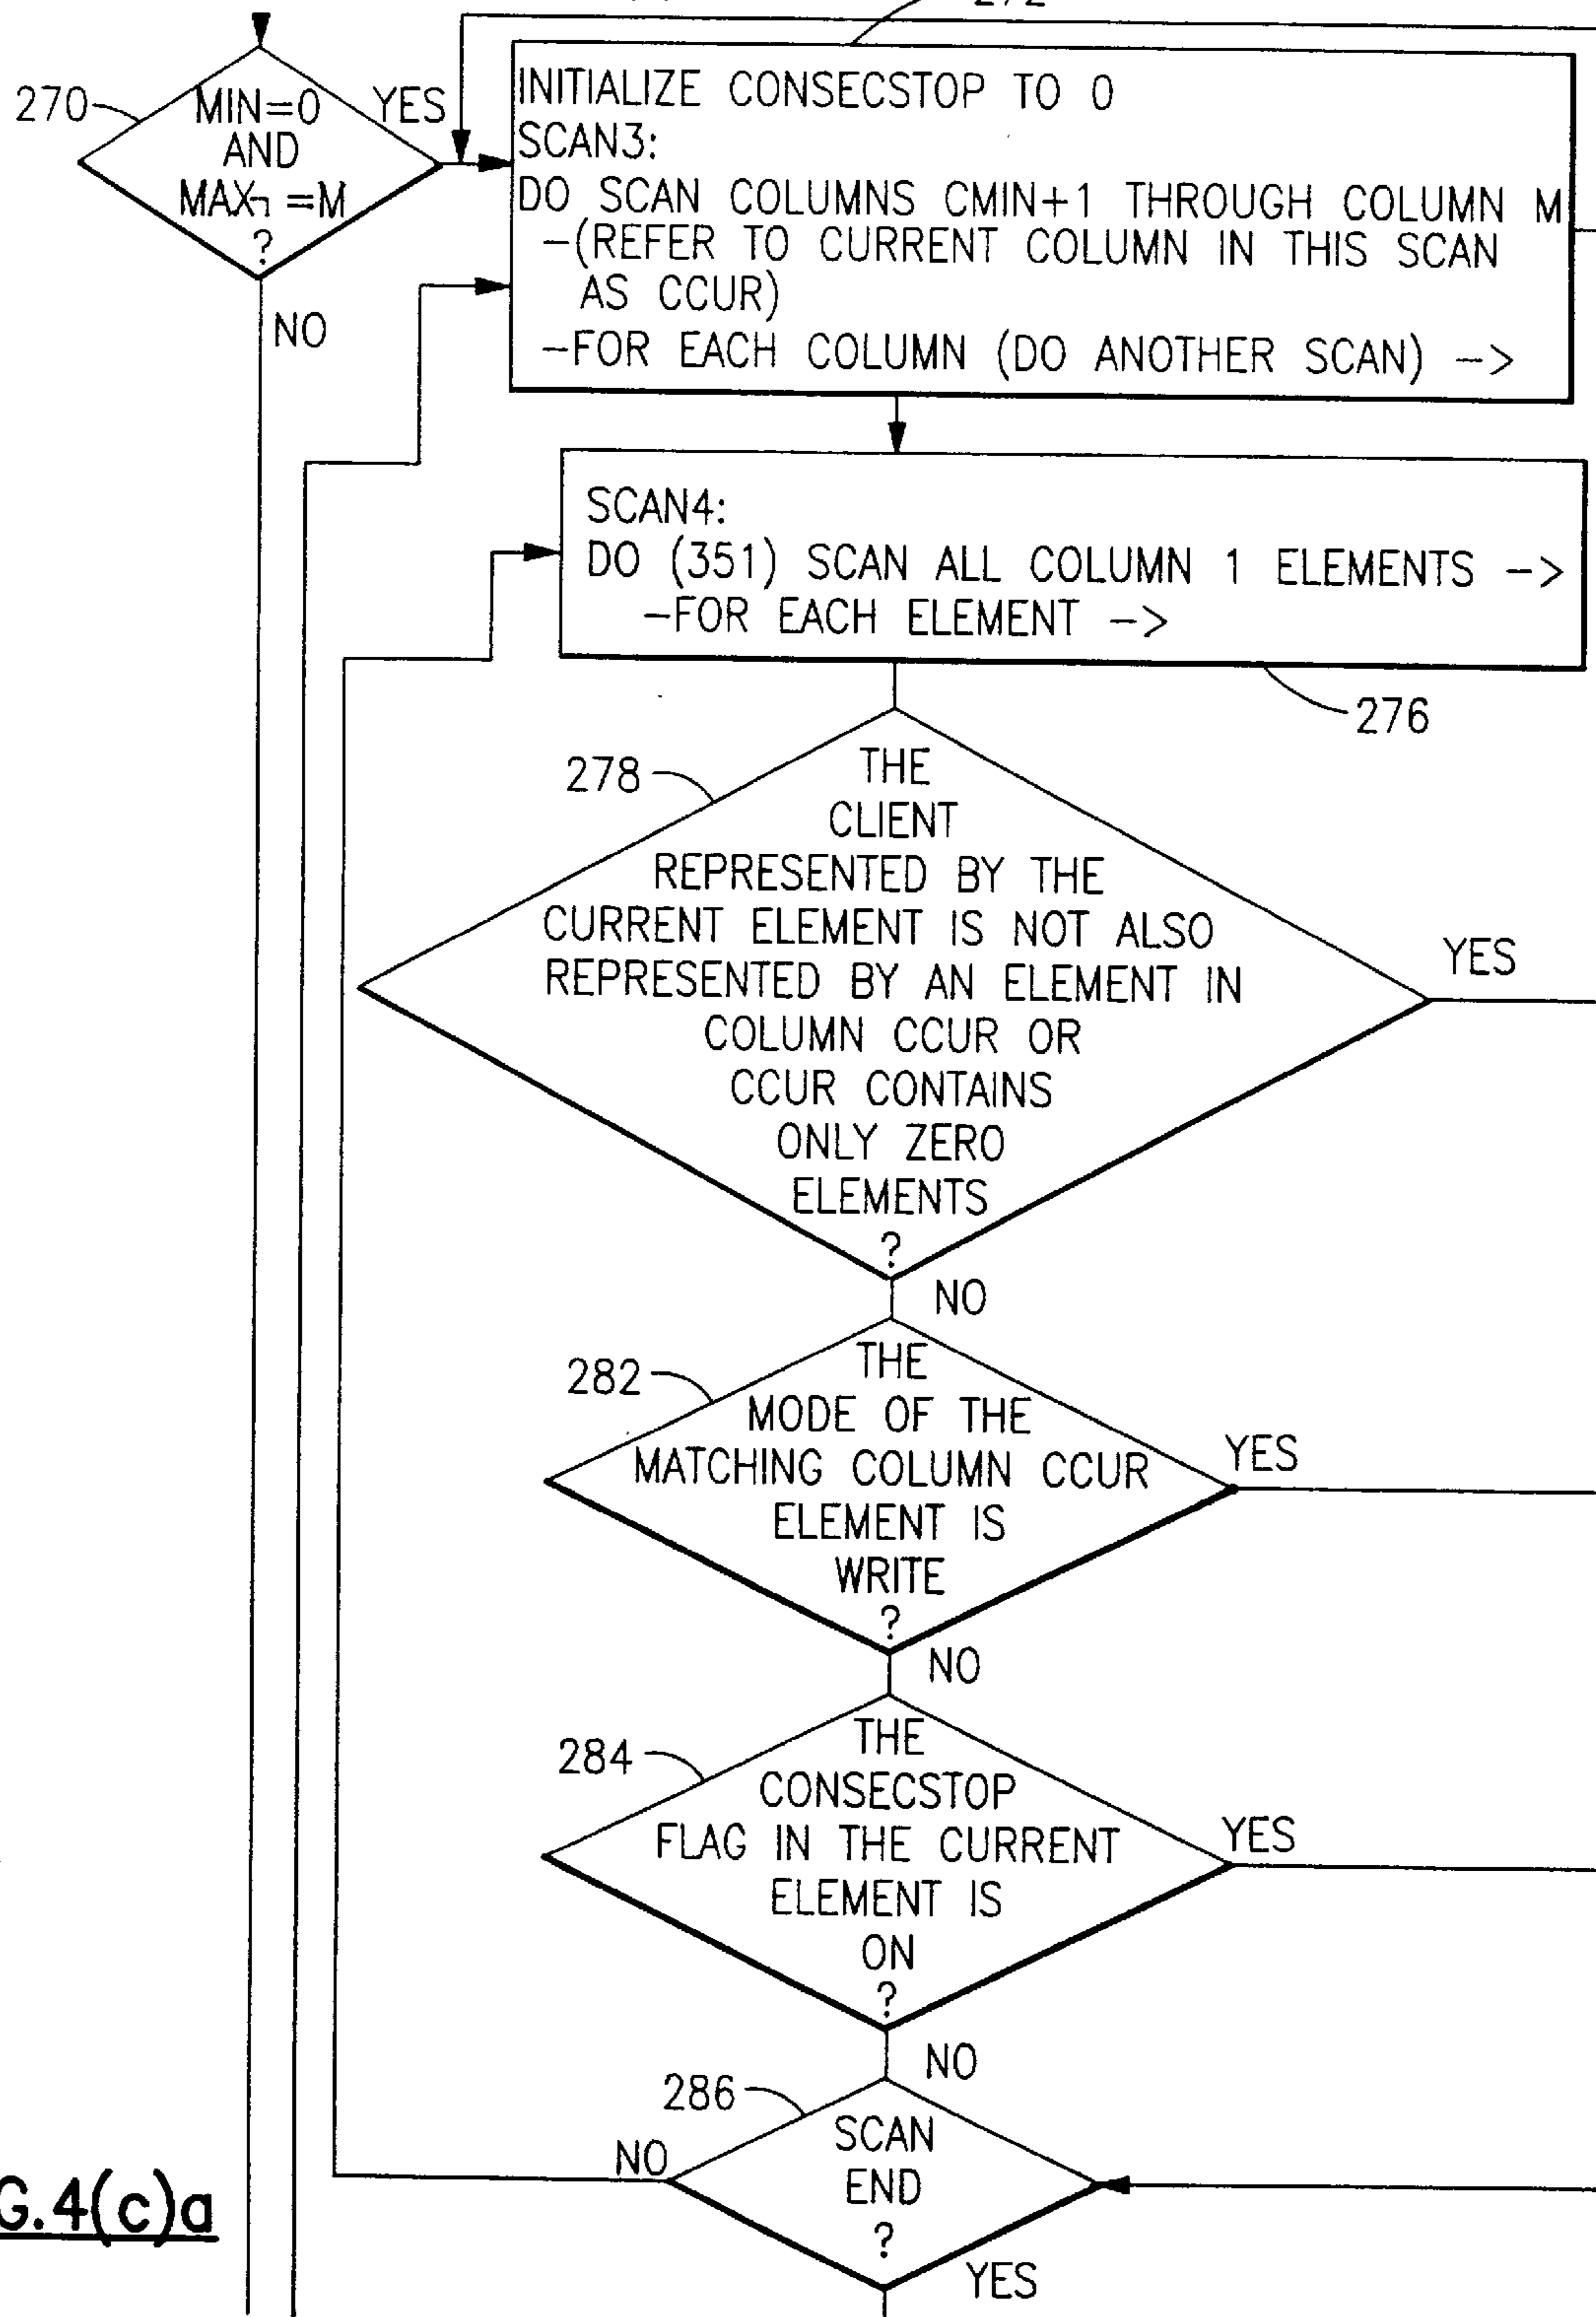 272
270
MIN=0
AND
MAX¬ =M
?
YES
NO
INITIALIZE CONSECSTOP TO 0
SCAN3:
DO SCAN COLUMNS CMIN+1 THROUGH COLUMN M
-(REFER TO CURRENT COLUMN IN THIS SCAN
AS CCUR)
-FOR EACH COLUMN (DO ANOTHER SCAN) ->
SCAN4:
DO (351) SCAN ALL COLUMN 1 ELEMENTS ->
-FOR EACH ELEMENT ->
276
278
THE
CLIENT
REPRESENTED BY THE
CURRENT ELEMENT IS NOT ALSO
REPRESENTED BY AN ELEMENT IN
COLUMN CCUR OR
CCUR CONTAINS
ONLY ZERO
ELEMENTS
?
YES
NO
282
THE
MODE OF THE
MATCHING COLUMN CCUR
ELEMENT IS
WRITE
?
YES
NO
284
THE
CONSECSTOP
FLAG IN THE CURRENT
ELEMENT IS
ON
?
YES
NO
286
SCAN
END
?
NO
YES
G.4(c)a